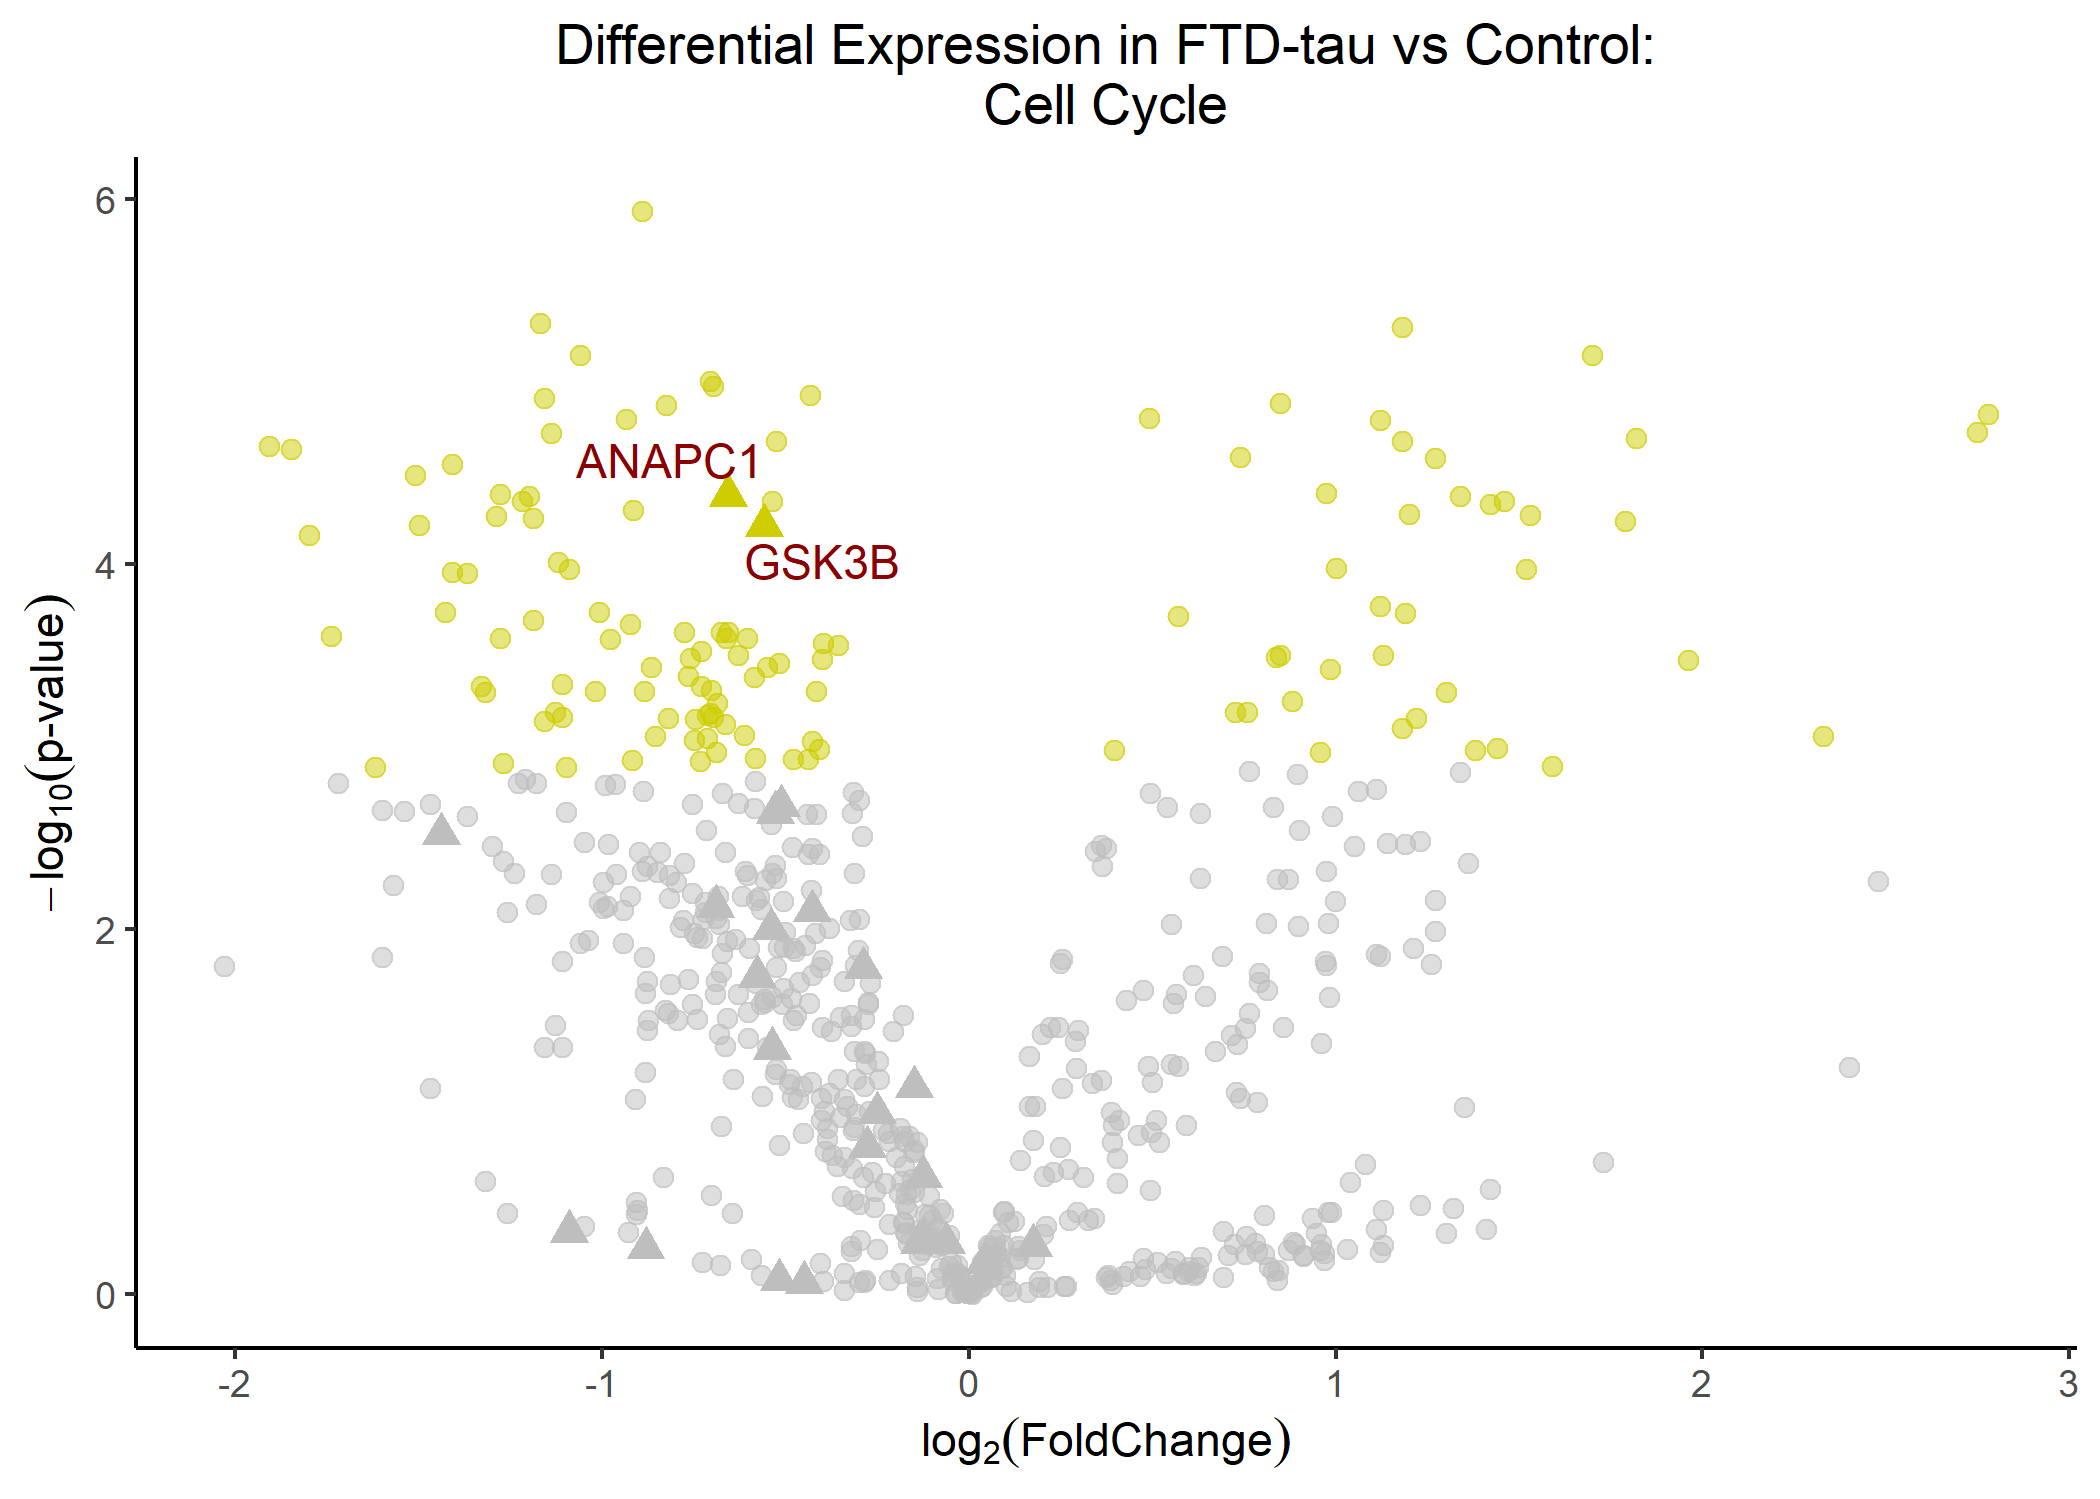 Differential Expression in FTD-tau vs Control:
Cell Cycle
6
4
2
0
−log₁₀(p-value)
ANAPC1
GSK3B
-2 -1 0 1 2 3
log₂(FoldChange)